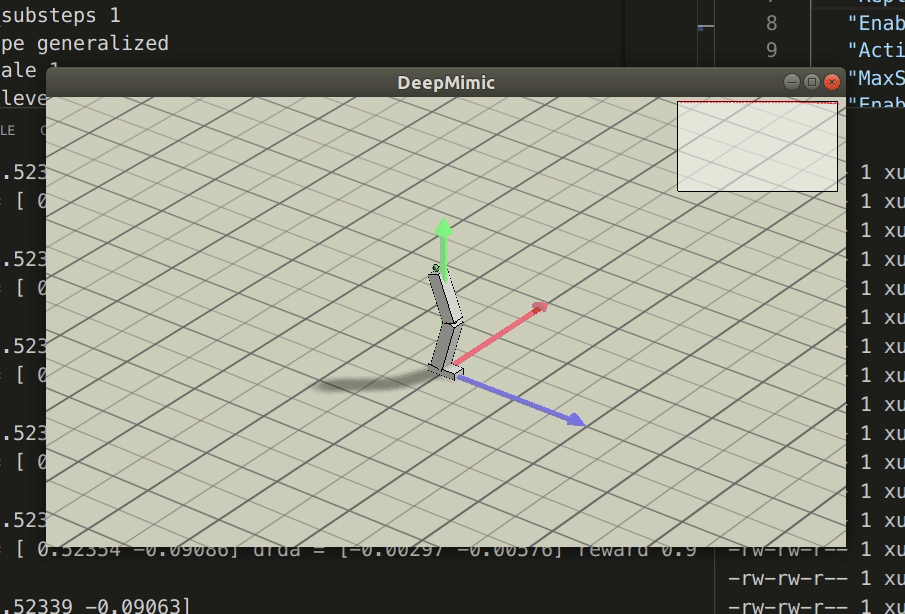 substeps 1
pe generalized
ale 1
leve
8 "Enab
9 "Acti
"MaxS
"Enab
DeepMimic
LE
.523 1 xu
= [ 0 1 xu
1 xu
.523 1 xu
= [ 0 1 xu
1 xu
.523 1 xu
= [ 0 1 xu
1 xu
.523 1 xu
= [ 0 1 xu
1 xu
.523 1 xu
= [ 0.52354 -0.09086] drda = [-0.00297 -0.00576] reward 0.9 -rw-rw-r-- 1 xu
-rw-rw-r-- 1 xu
.52339 -0.09063] -rw-rw-r-- 1 xu